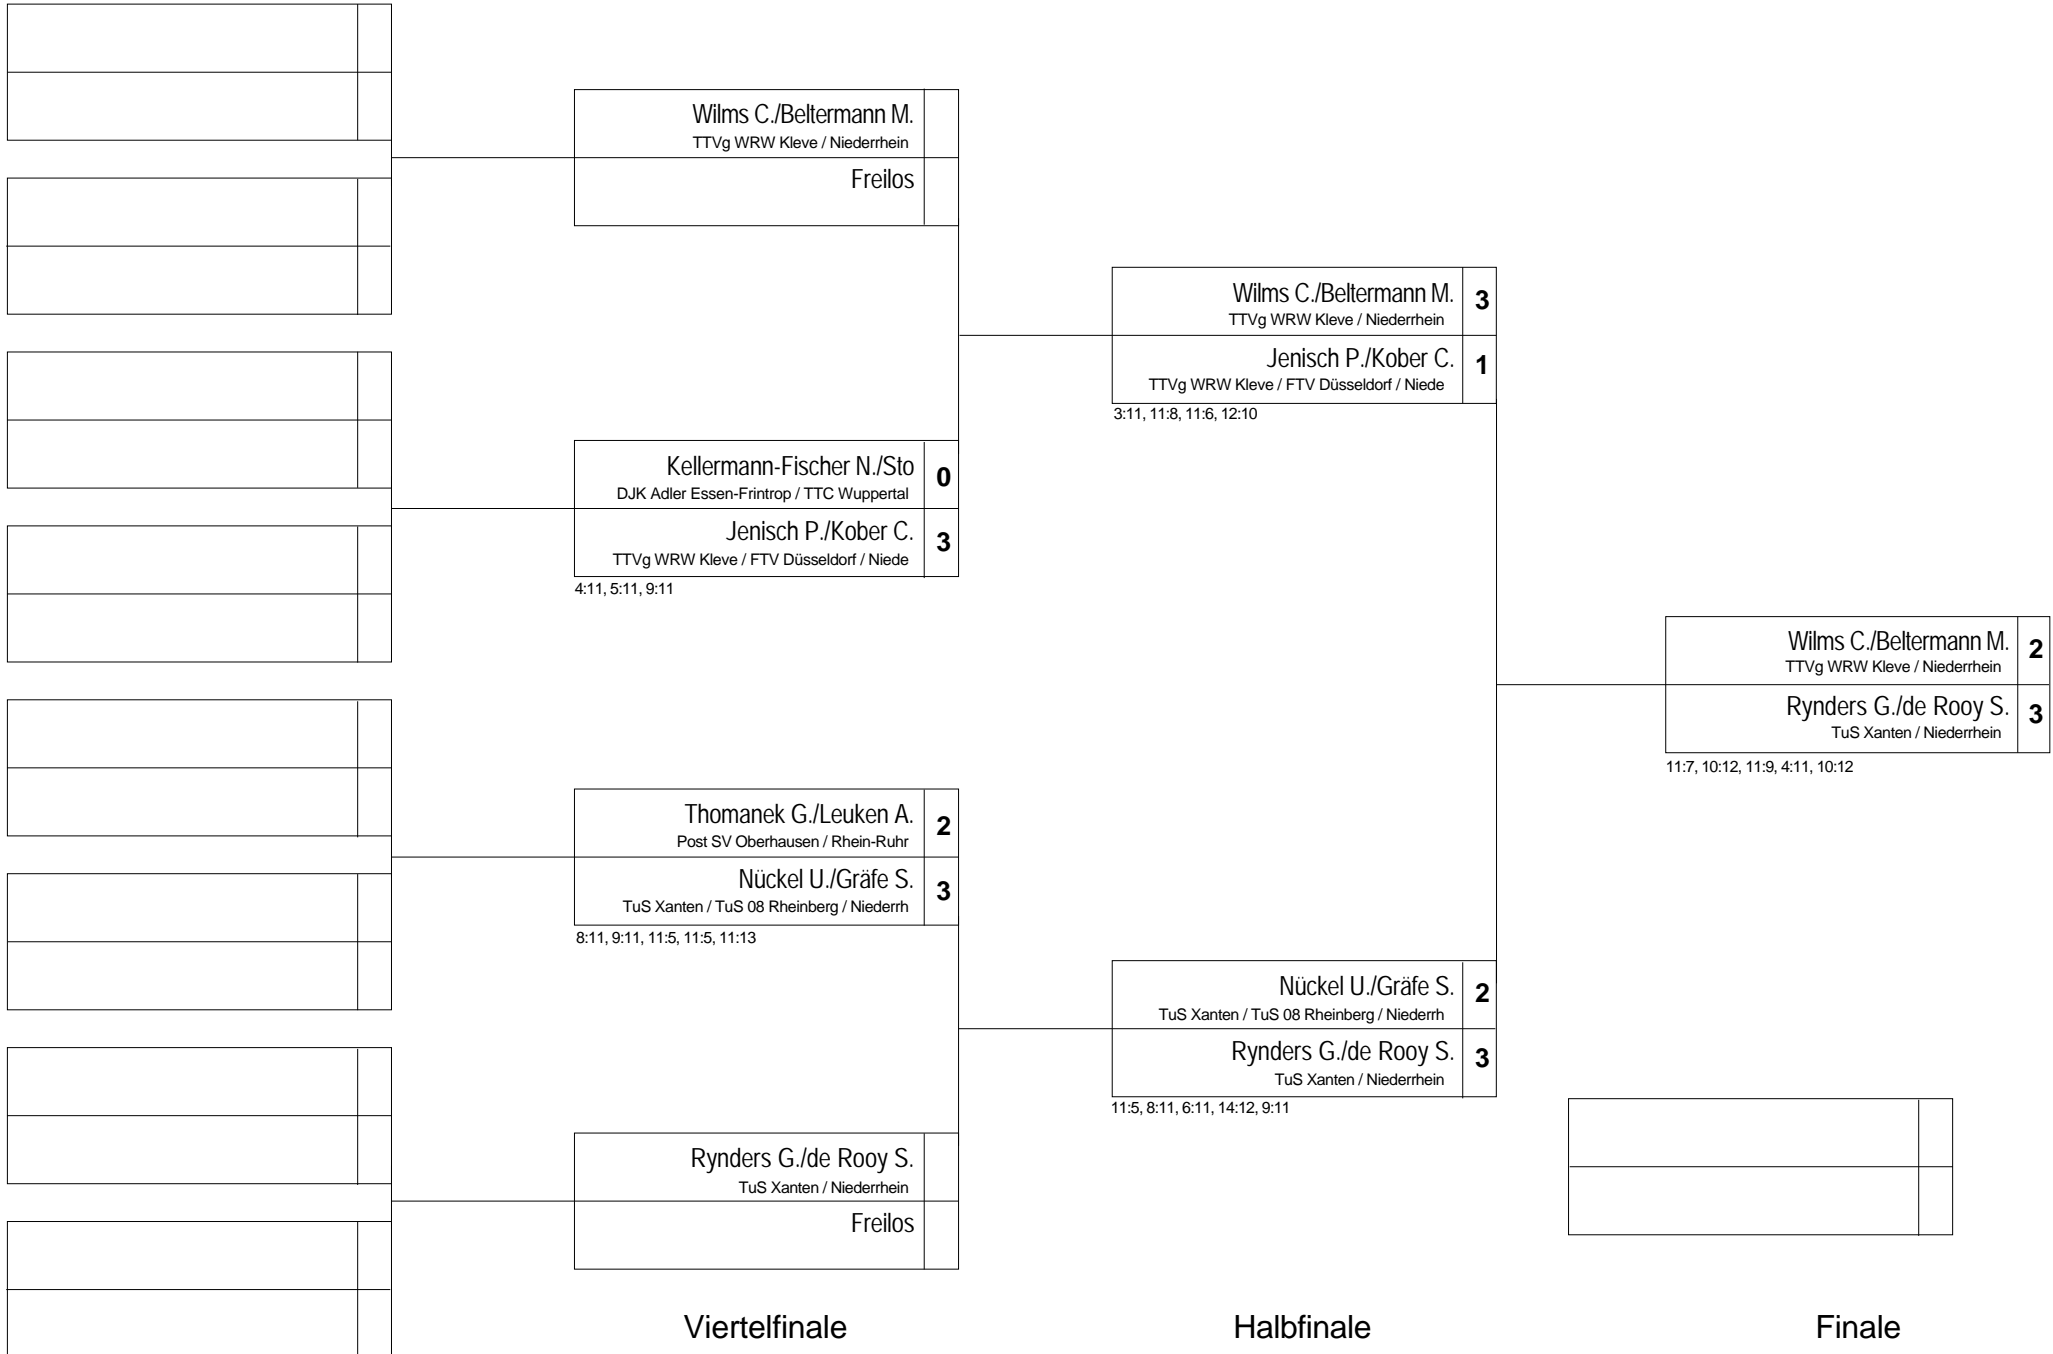 Wilms C./Beltermann M.
TTVg WRW Kleve / Niederrhein
Freilos
Kellermann-Fischer N./Sto
0
DJK Adler Essen-Frintrop / TTC Wuppertal
Jenisch P./Kober C.
3
TTVg WRW Kleve / FTV Düsseldorf / Niede
4:11, 5:11, 9:11
Thomanek G./Leuken A.
2
Post SV Oberhausen / Rhein-Ruhr
Nückel U./Gräfe S.
3
TuS Xanten / TuS 08 Rheinberg / Niederrh
8:11, 9:11, 11:5, 11:5, 11:13
Rynders G./de Rooy S.
TuS Xanten / Niederrhein
Freilos
Viertelfinale
Wilms C./Beltermann M.
3
TTVg WRW Kleve / Niederrhein
Jenisch P./Kober C.
1
TTVg WRW Kleve / FTV Düsseldorf / Niede
3:11, 11:8, 11:6, 12:10
Nückel U./Gräfe S.
2
TuS Xanten / TuS 08 Rheinberg / Niederrh
Rynders G./de Rooy S.
3
TuS Xanten / Niederrhein
11:5, 8:11, 6:11, 14:12, 9:11
Halbfinale
Wilms C./Beltermann M.
2
TTVg WRW Kleve / Niederrhein
Rynders G./de Rooy S.
3
TuS Xanten / Niederrhein
11:7, 10:12, 11:9, 4:11, 10:12
Finale